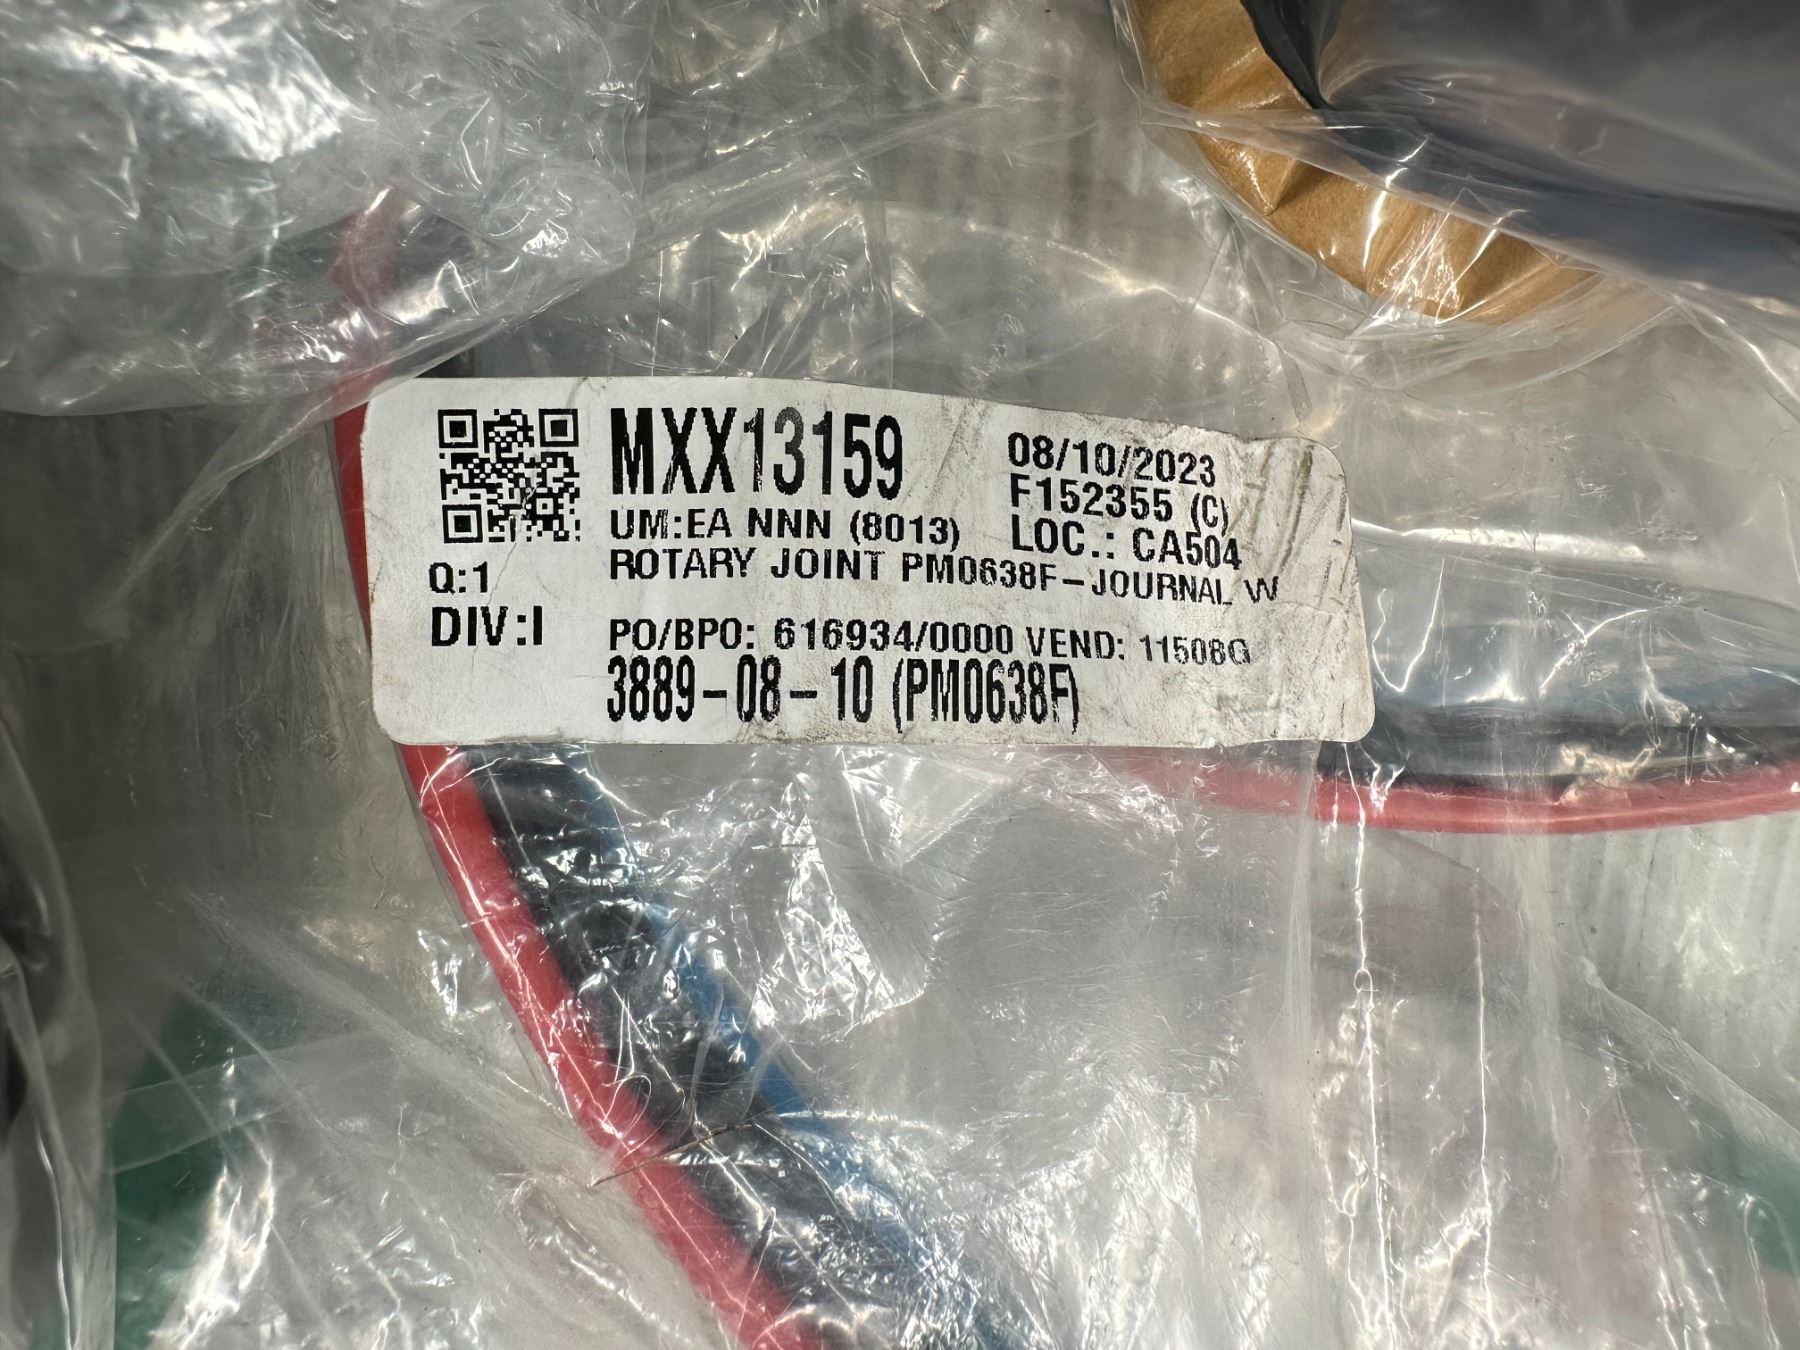 MXX13159
08/10/2023
F152355 (C)
UM:EA NNN (8013)
LOC.: CA504
Q:1
ROTARY JOINT PM0638F-JOURNAL W
DIV:I
PO/BPO: 616934/0000 VEND: 11508G
3889-08-10 (PM0638F)